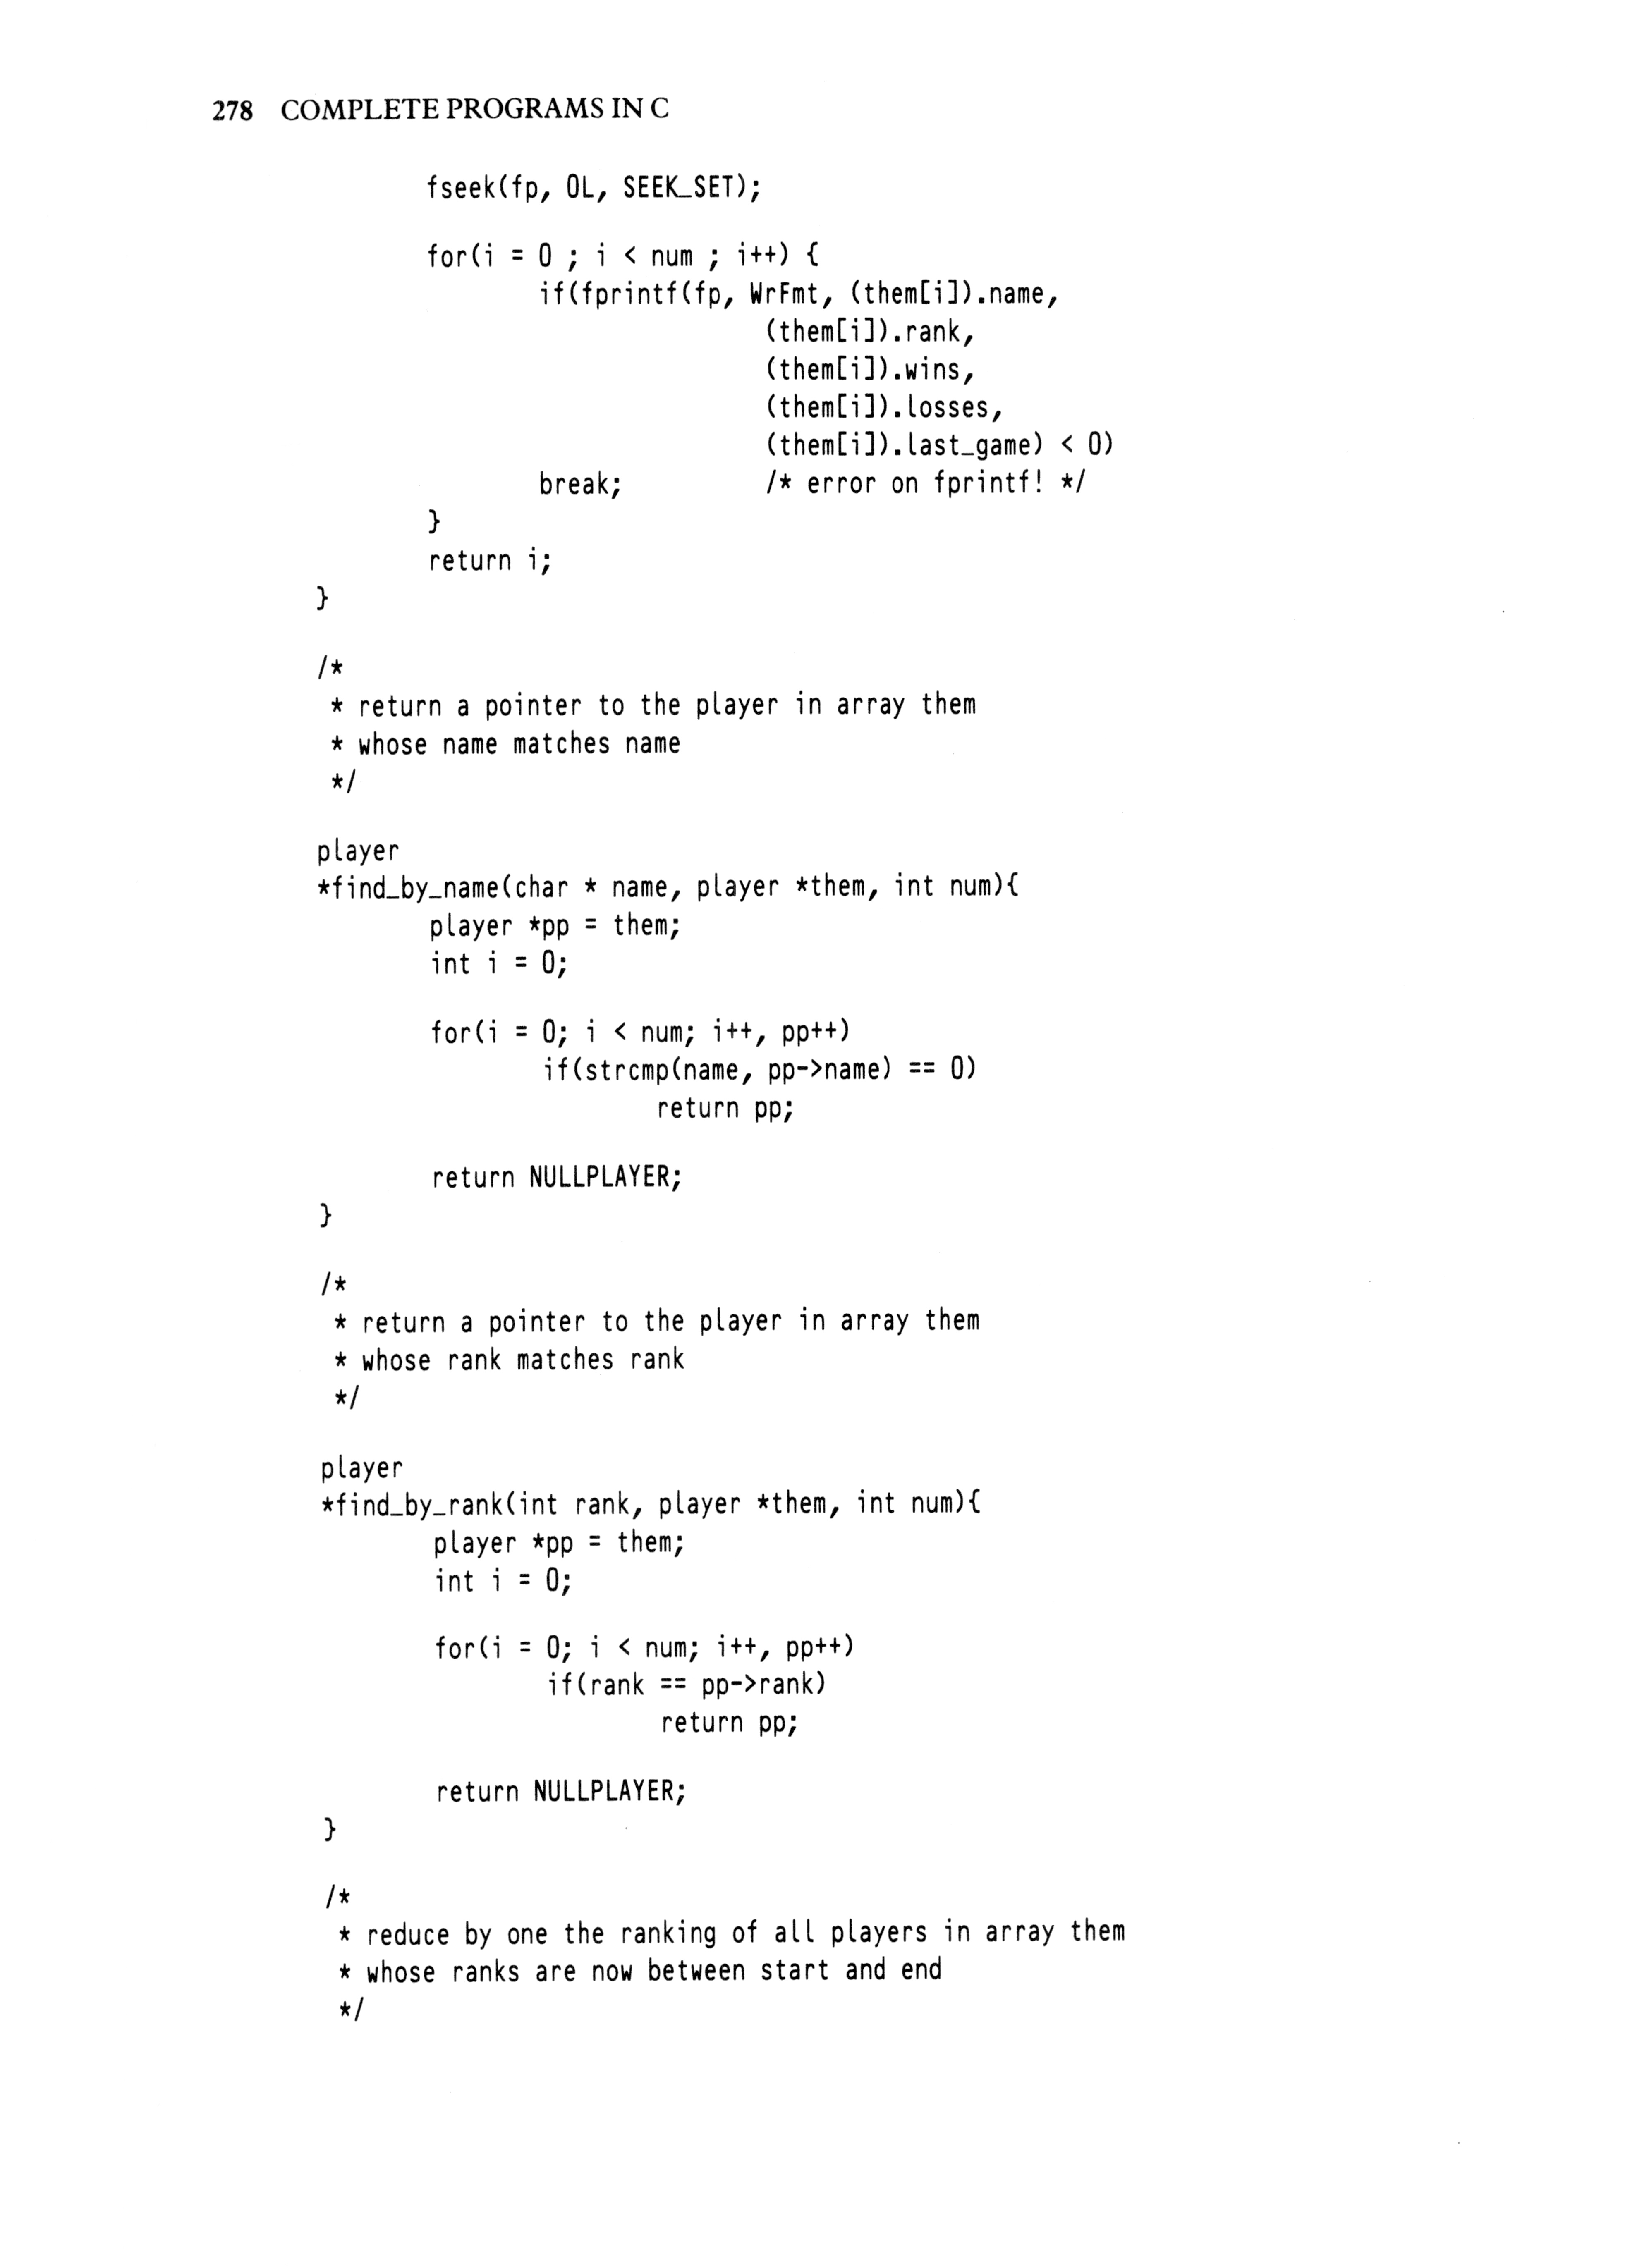 278 COMPLETE PROGRAMS IN C
fseek(fp, 0L, SEEK_SET);
for(i = 0 ; i < num ; i++) {
if(fprintf(fp, WrFmt, (them[i]).name,
(them[i]).rank,
(them[i]).wins,
(them[i]).losses,
(them[i]).last_game) < 0)
break; /* error on fprintf! */
}
return i;
}
/*
* return a pointer to the player in array them
* whose name matches name
*/
player
*find_by_name(char * name, player *them, int num){
player *pp = them;
int i = 0;
for(i = 0; i < num; i++, pp++)
if(strcmp(name, pp->name) == 0)
return pp;
return NULLPLAYER;
}
/*
* return a pointer to the player in array them
* whose rank matches rank
*/
player
*find_by_rank(int rank, player *them, int num){
player *pp = them;
int i = 0;
for(i = 0; i < num; i++, pp++)
if(rank == pp->rank)
return pp;
return NULLPLAYER;
}
/*
* reduce by one the ranking of all players in array them
* whose ranks are now between start and end
*/